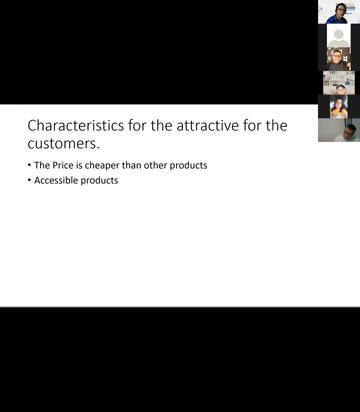 Characteristics for the attractive for the
customers.
• The Price is cheaper than other products
• Accessible products